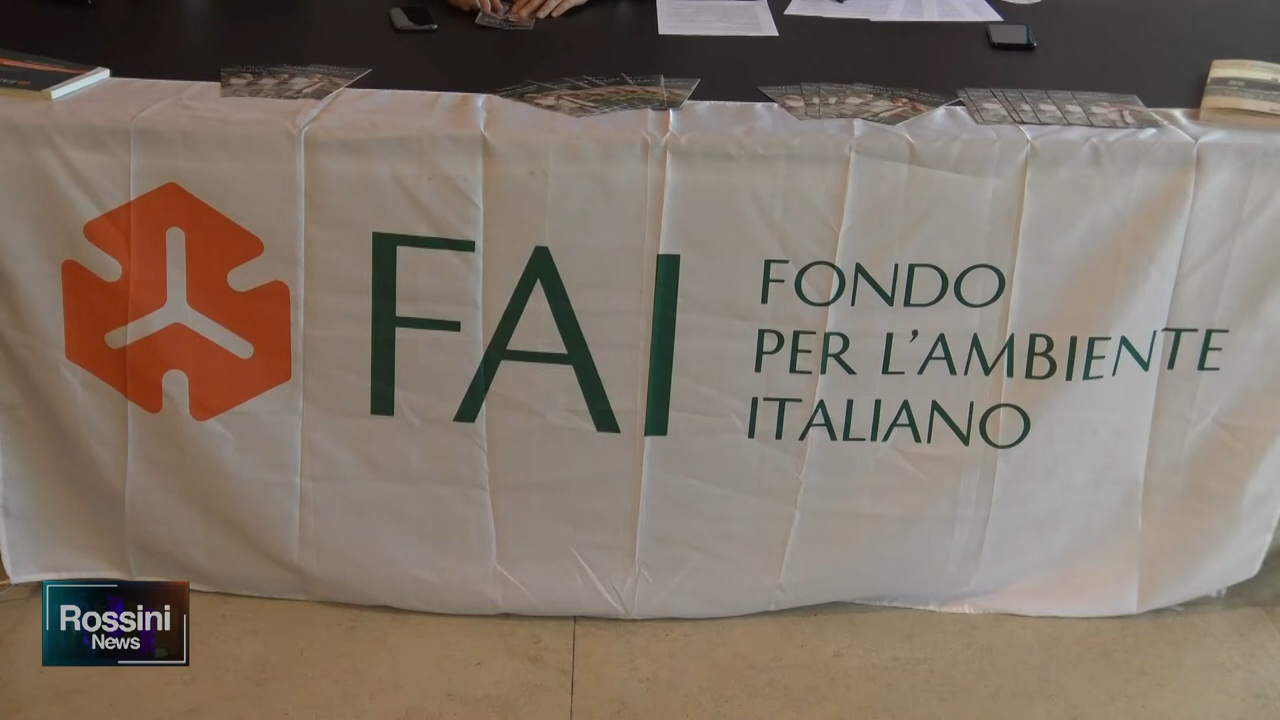 FAI
FONDO
PER L'AMBIENTE
ITALIANO
Rossini
News